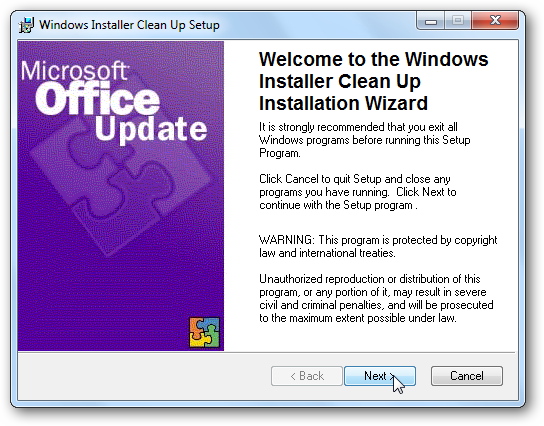 Windows Installer Clean Up Setup
Microsoft
Office
Update
Welcome to the Windows
Installer Clean Up
Installation Wizard
It is strongly recommended that you exit all
Windows programs before running this Setup
Program.
Click Cancel to quit Setup and close any
programs you have running.  Click Next to
continue with the Setup program .
WARNING: This program is protected by copyright
law and international treaties.
Unauthorized reproduction or distribution of this
program, or any portion of it, may result in severe
civil and criminal penalties, and will be prosecuted
to the maximum extent possible under law.
< Back
Next >
Cancel